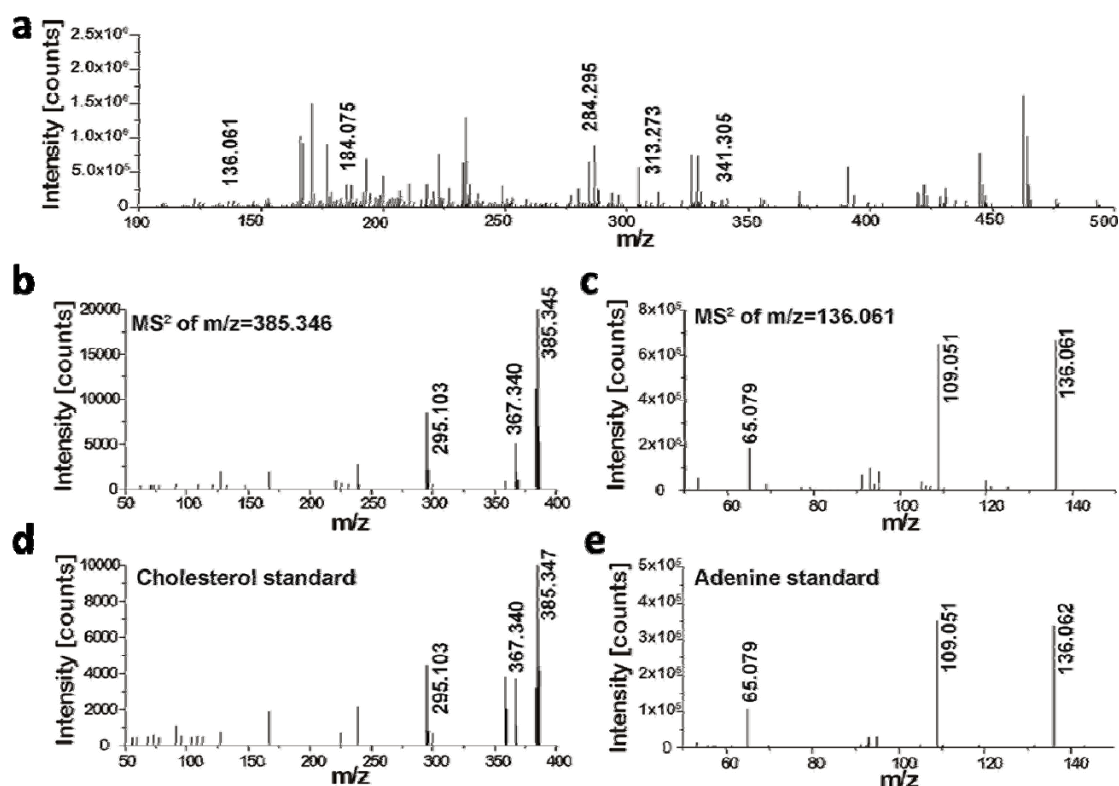 a
Intensity [counts]
2.5x10⁶
2.0x10⁶
1.5x10⁶
1.0x10⁶
5.0x10⁵
0
136.061
184.075
284.295
313.273
341.305
100 150 200 250 300 350 400 450 500
m/z
b
Intensity [counts]
20000
15000
10000
5000
0
MS² of m/z=385.346
295.103
367.340
385.345
50 100 150 200 250 300 350 400
m/z
c
Intensity [counts]
8x10⁵
6x10⁵
4x10⁵
2x10⁵
0
MS² of m/z=136.061
65.079
109.051
136.061
60 80 100 120 140
m/z
d
Intensity [counts]
10000
8000
6000
4000
2000
0
Cholesterol standard
295.103
367.340
385.347
50 100 150 200 250 300 350 400
m/z
e
Intensity [counts]
5x10⁵
4x10⁵
3x10⁵
2x10⁵
1x10⁵
0
Adenine standard
65.079
109.051
136.062
60 80 100 120 140
m/z